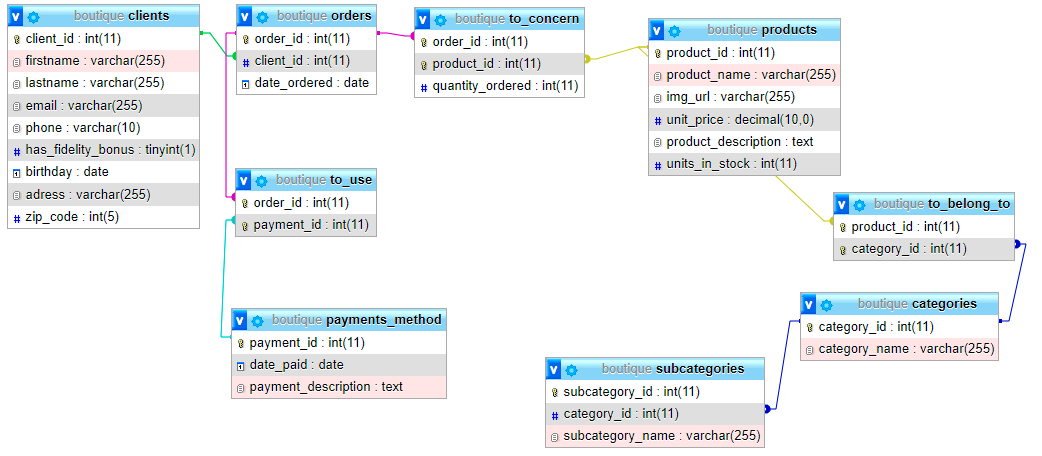 boutique clients
client_id : int(11)
firstname : varchar(255)
lastname : varchar(255)
email : varchar(255)
phone : varchar(10)
has_fidelity_bonus : tinyint(1)
birthday : date
adress : varchar(255)
zip_code : int(5)
boutique orders
order_id : int(11)
client_id : int(11)
date_ordered : date
boutique to_concern
order_id : int(11)
product_id : int(11)
quantity_ordered : int(11)
boutique products
product_id : int(11)
product_name : varchar(255)
img_url : varchar(255)
unit_price : decimal(10,0)
product_description : text
units_in_stock : int(11)
boutique to_use
order_id : int(11)
payment_id : int(11)
boutique to_belong_to
product_id : int(11)
category_id : int(11)
boutique payments_method
payment_id : int(11)
date_paid : date
payment_description : text
boutique categories
category_id : int(11)
category_name : varchar(255)
boutique subcategories
subcategory_id : int(11)
category_id : int(11)
subcategory_name : varchar(255)